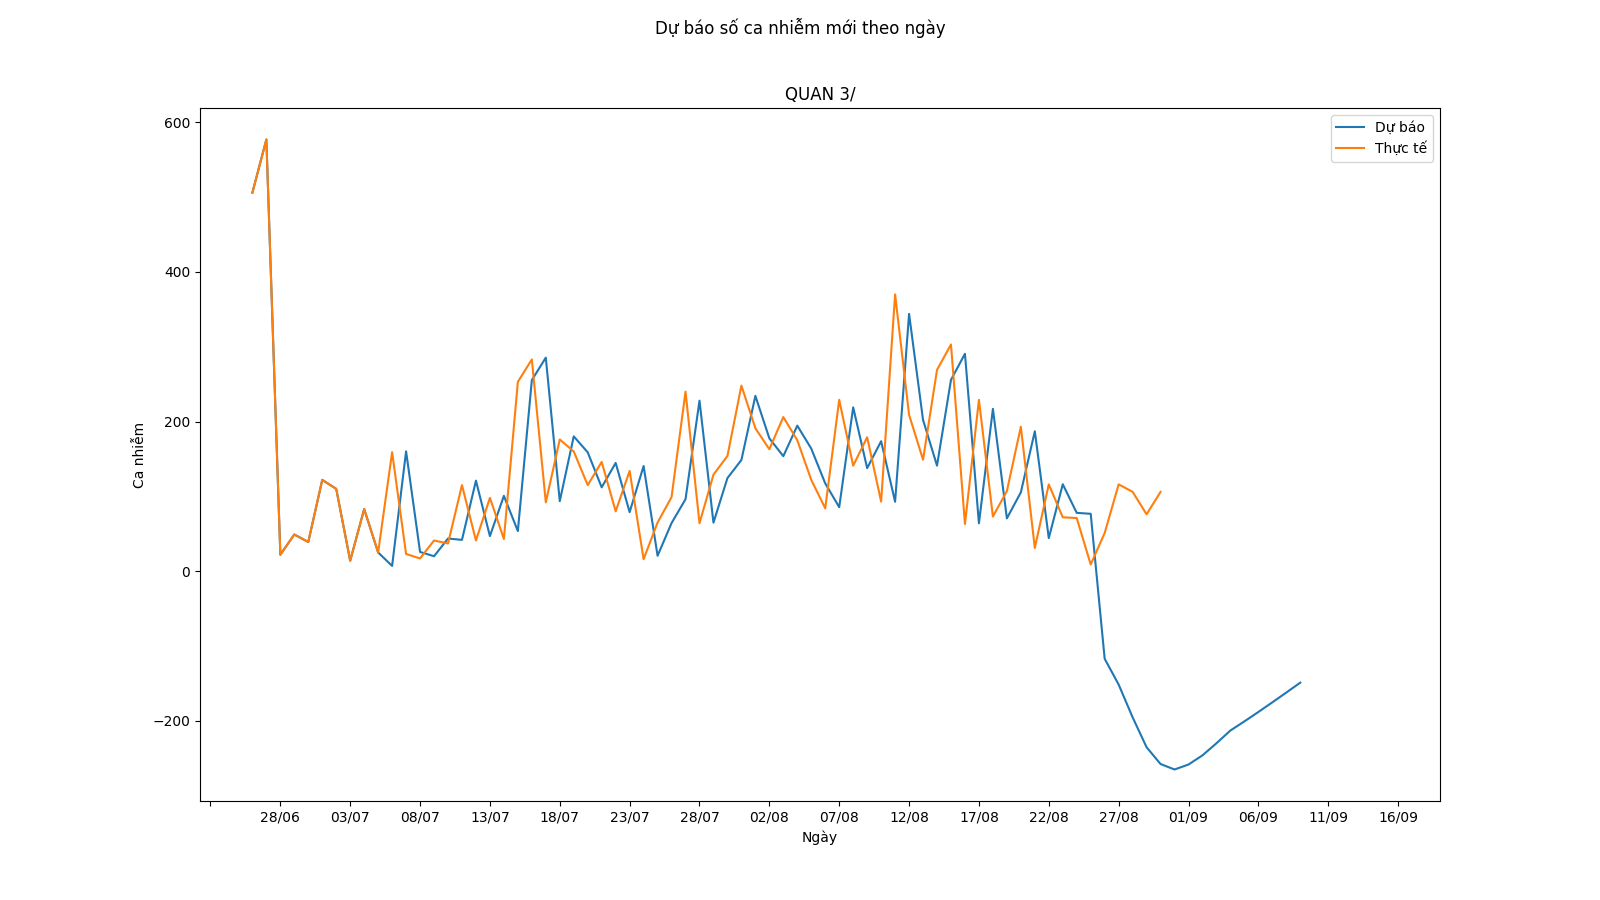 Dự báo số ca nhiễm mới theo ngày
QUAN 3/
Dự báo
Thực tế
Ca nhiễm
600
400
200
0
−200
28/06 03/07 08/07 13/07 18/07 23/07 28/07 02/08 07/08 12/08 17/08 22/08 27/08 01/09 06/09 11/09 16/09
Ngày